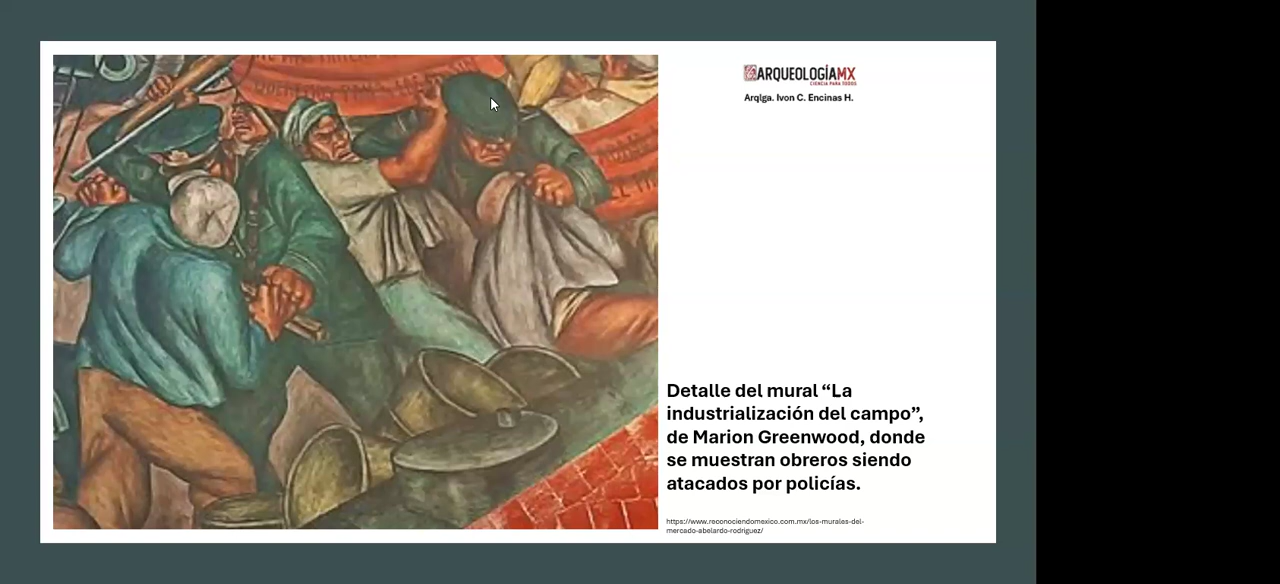 ARQUEOLOGÍAMX
CIENCIA PARA TODOS
Arqlga. Ivon C. Encinas H.
Detalle del mural “La
industrialización del campo”,
de Marion Greenwood, donde
se muestran obreros siendo
atacados por policías.
https://www.reconociendomexico.com.mx/los-murales-del-
mercado-abelardo-rodriguez/